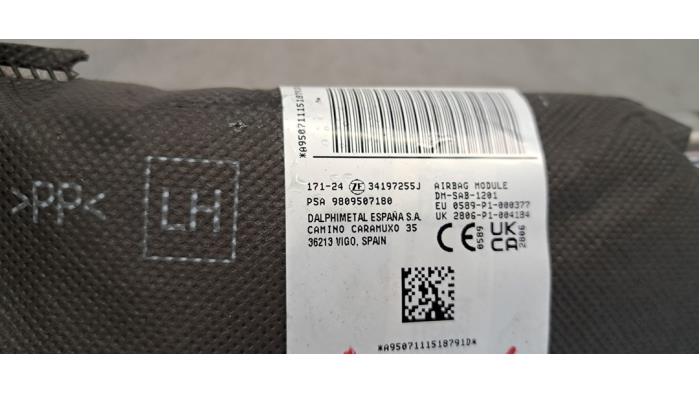 >PP<
LH
171-24 ZF 34197255J
PSA 9809507180
DALPHIMETAL ESPAÑA S.A.
CAMINO CARAMUXO 35
36213 VIGO, SPAIN
AIRBAG MODULE
DM-SAB-1201
EU 0589-P1-000377
UK 2806-P1-004184
CE 0589
UK CA 2806
*A9507111518791D*